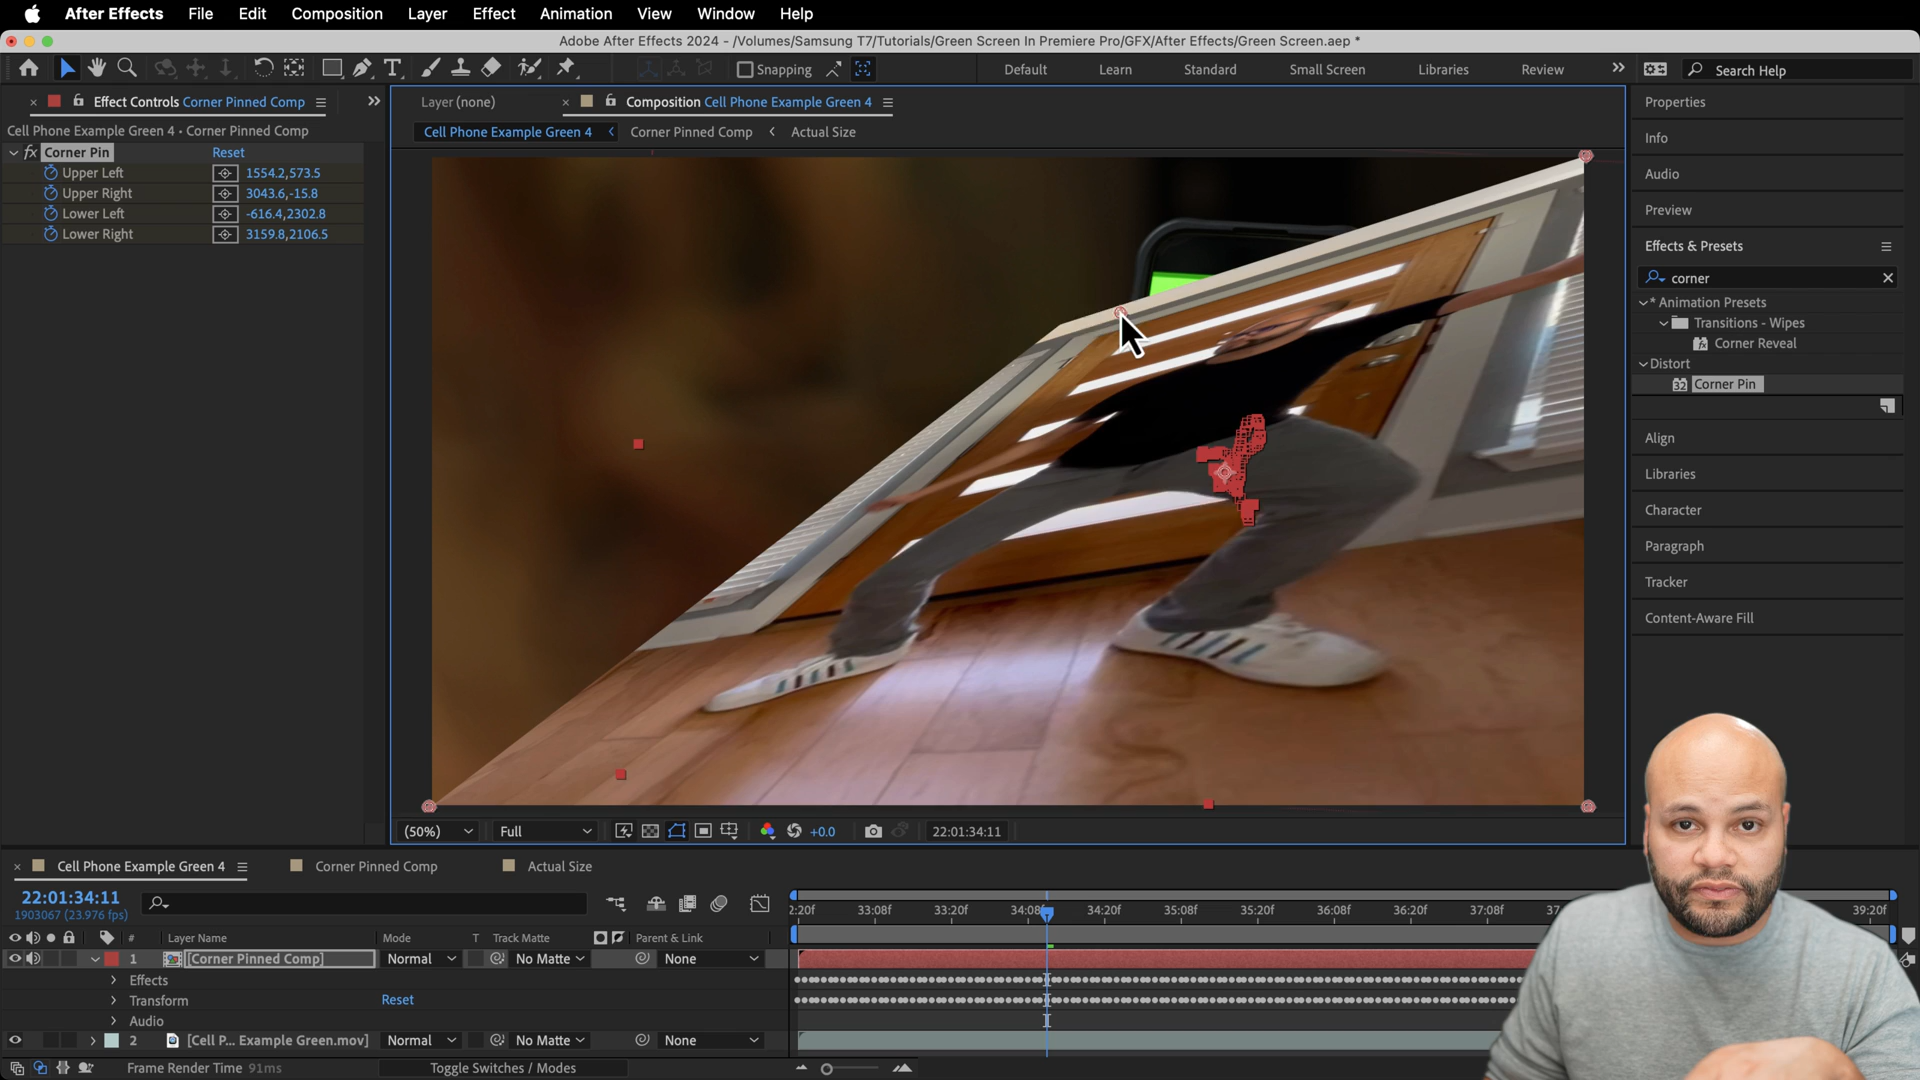 After Effects File Edit Composition Layer Effect Animation View Window Help
Adobe After Effects 2024 - /Volumes/Samsung T7/Tutorials/Green Screen In Premiere Pro/GFX/After Effects/Green Screen.aep *
Snapping Default Learn Standard Small Screen Libraries Review Search Help
Effect Controls Corner Pinned Comp
Layer (none)
Composition Cell Phone Example Green 4
Cell Phone Example Green 4 • Corner Pinned Comp
Cell Phone Example Green 4 Corner Pinned Comp Actual Size
fx Corner Pin Reset
Upper Left 1554.2,573.5
Upper Right 3043.6,-15.8
Lower Left -616.4,2302.8
Lower Right 3159.8,2106.5
Properties
Info
Audio
Preview
Effects & Presets
corner
* Animation Presets
Transitions - Wipes
Corner Reveal
Distort
32 Corner Pin
Align
Libraries
Character
Paragraph
Tracker
Content-Aware Fill
(50%) Full +0.0 22:01:34:11
Cell Phone Example Green 4 Corner Pinned Comp Actual Size
22:01:34:11
1903067 (23.976 fps)
2:20f 33:08f 33:20f 34:08f 34:20f 35:08f 35:20f 36:08f 36:20f 37:08f 37 39:20f
# Layer Name Mode T Track Matte Parent & Link
1 [Corner Pinned Comp] Normal No Matte None
Effects
Transform Reset
Audio
2 [Cell P... Example Green.mov] Normal No Matte None
Frame Render Time 91ms Toggle Switches / Modes